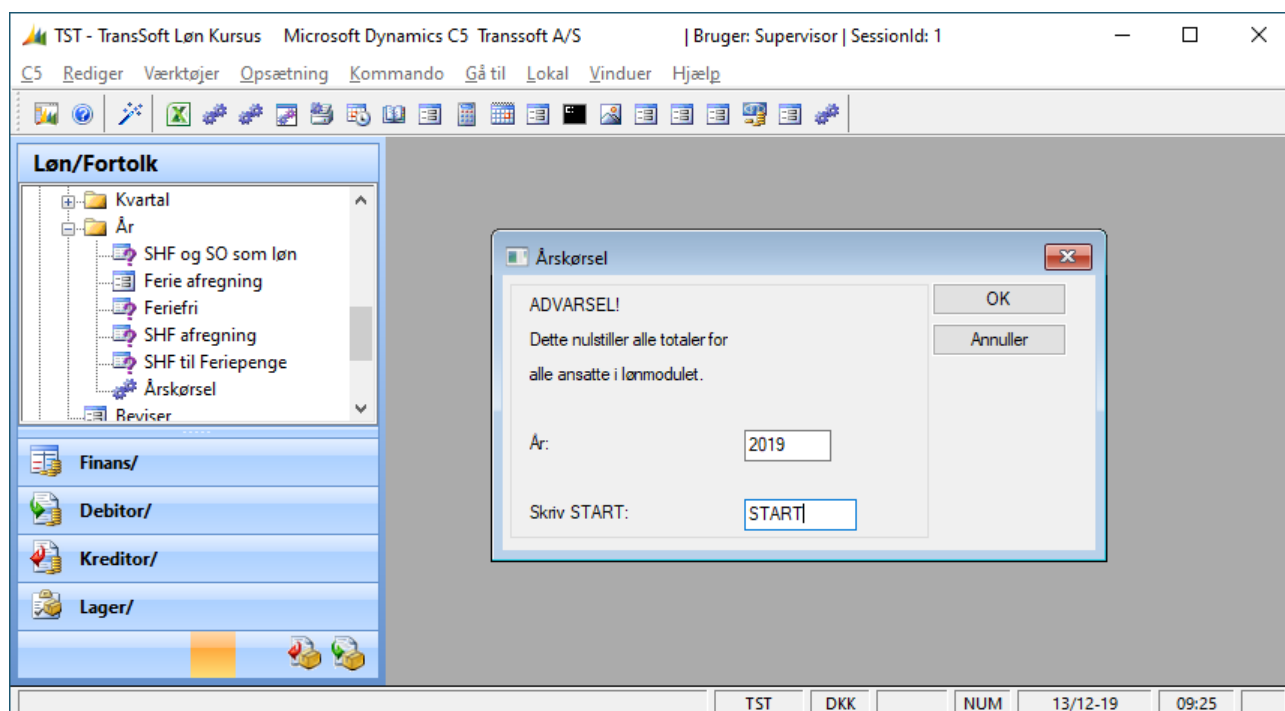 TST - TransSoft Løn Kursus Microsoft Dynamics C5 Transsoft A/S | Bruger: Supervisor | SessionId: 1
C5 Rediger Værktøjer Opsætning Kommando Gå til Lokal Vinduer Hjælp
Løn/Fortolk
Kvartal
År
SHF og SO som løn
Ferie afregning
Feriefri
SHF afregning
SHF til Feriepenge
Årskørsel
Beviser
Finans/
Debitor/
Kreditor/
Lager/
Årskørsel
ADVARSEL!
Dette nulstiller alle totaler for
alle ansatte i lønmodulet.
År: 2019
Skriv START: START
OK
Annuller
TST DKK NUM 13/12-19 09:25